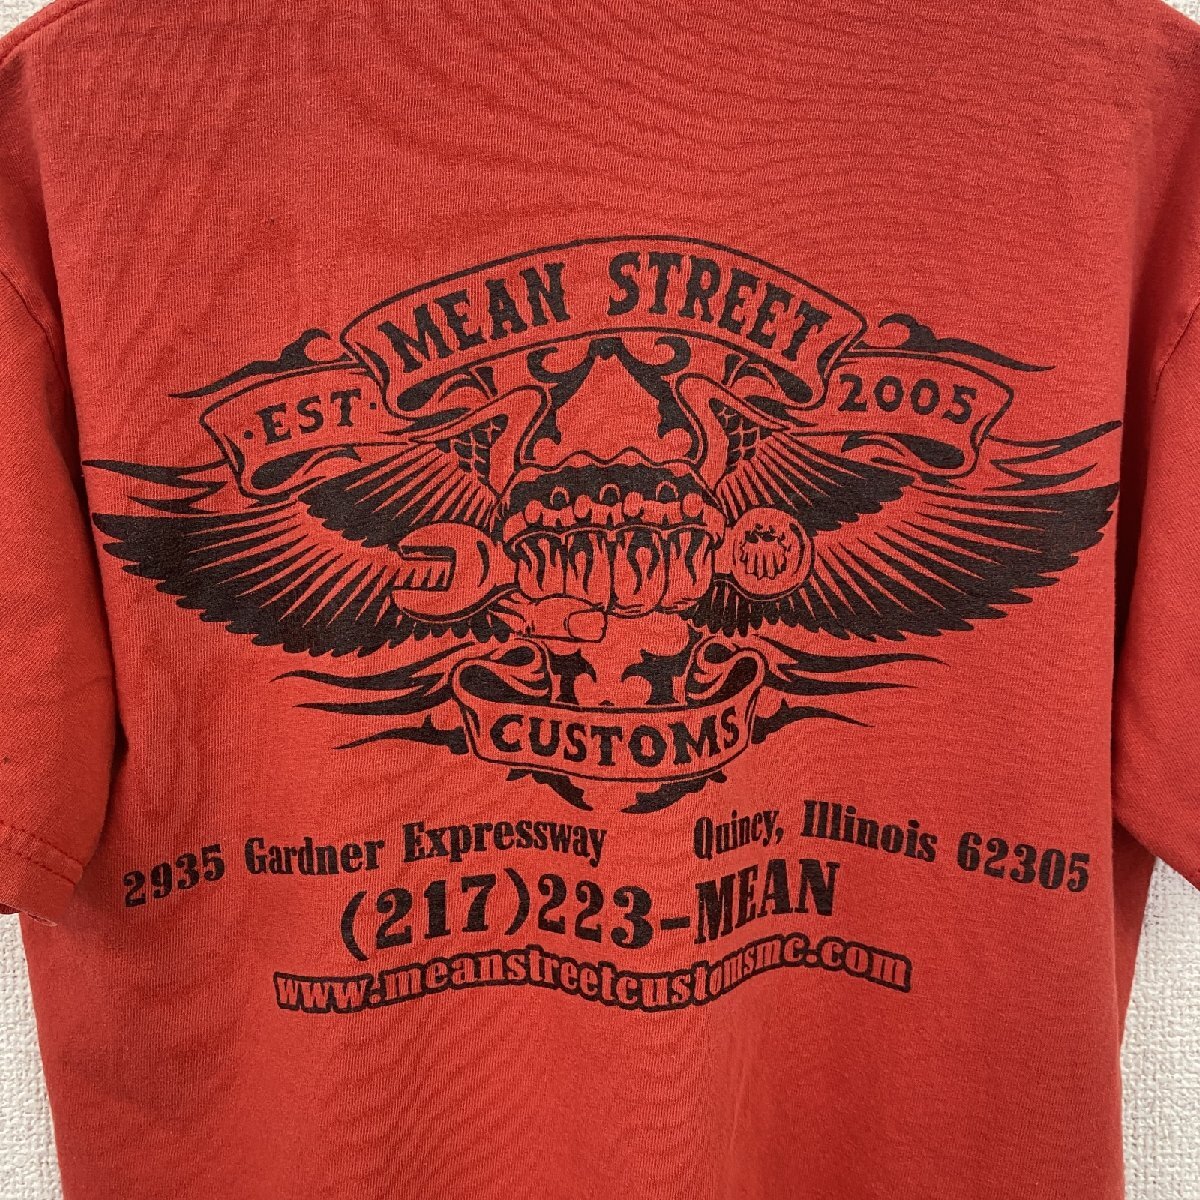 MEAN STREET
·EST· 2005
CUSTOMS
2935 Gardner Expressway Quincy, Illinois 62305
(217)223-MEAN
www.meanstreetcustomsmc.com